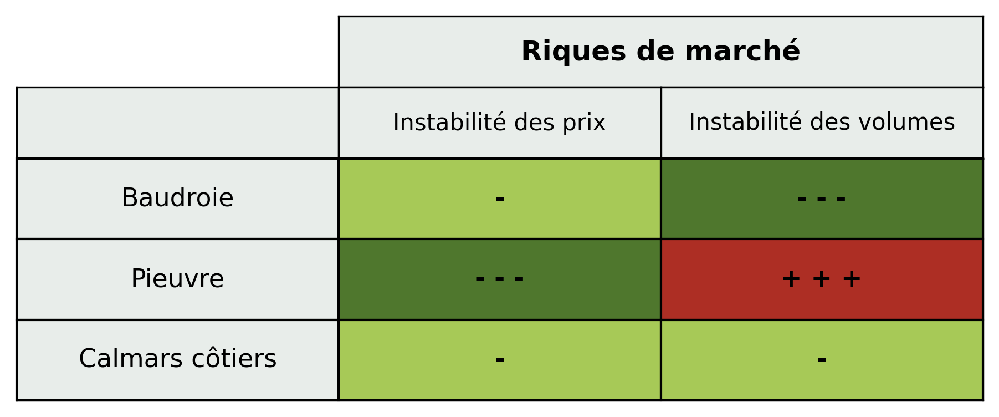 Riques de marché
Instabilité des prix Instabilité des volumes
Baudroie - - - -
Pieuvre - - - + + +
Calmars côtiers - -